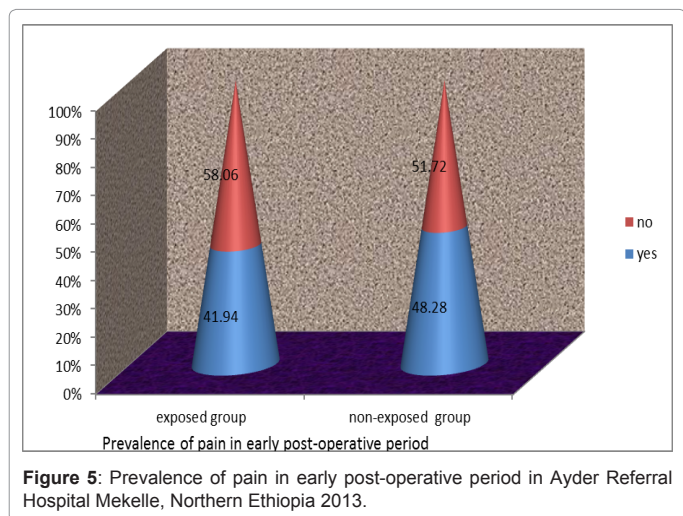 100%
90%
80%
70%
60%
50%
40%
30%
20%
10%
0%
58.06
51.72
41.94
48.28
no
yes
exposed group
non-exposed group
Prevalence of pain in early post-operative period
Figure 5: Prevalence of pain in early post-operative period in Ayder Referral
Hospital Mekelle, Northern Ethiopia 2013.